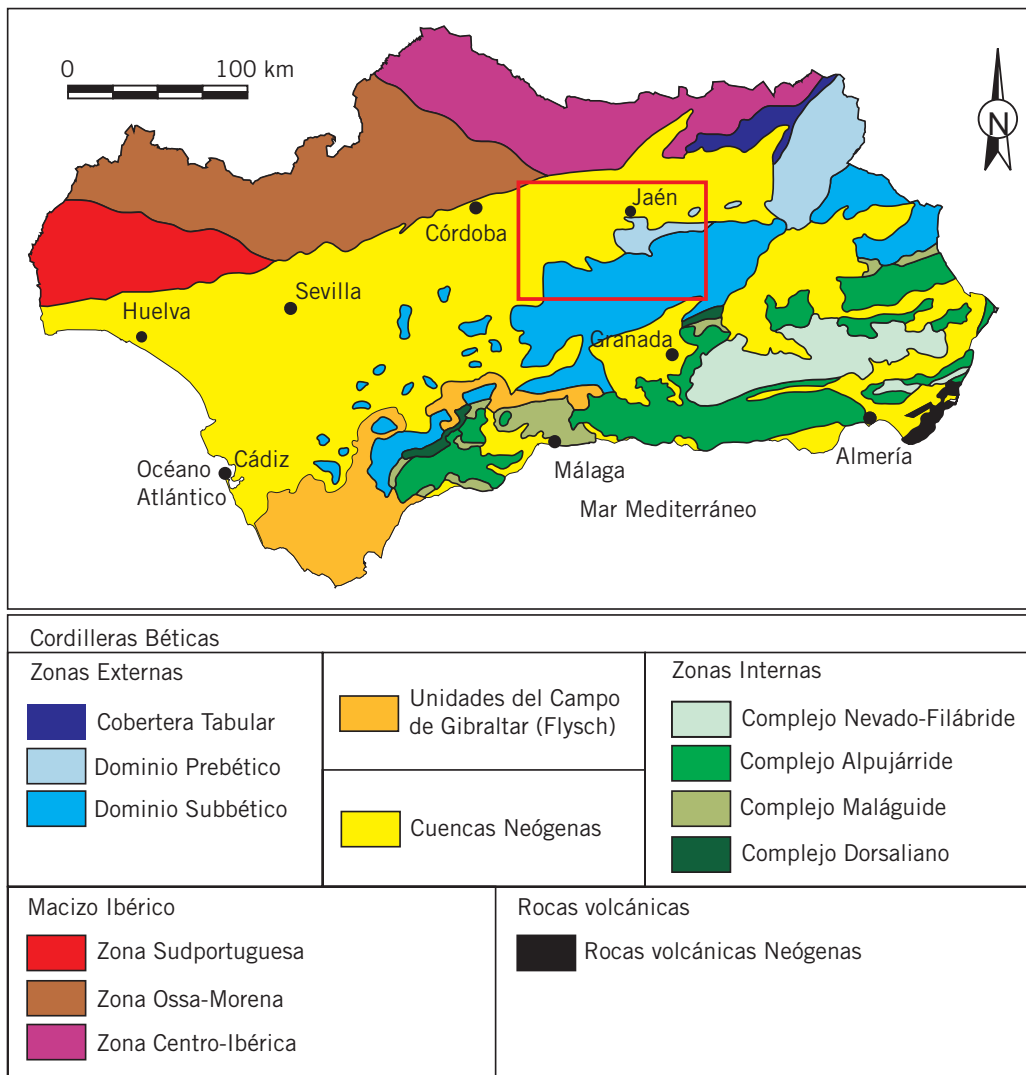 0 100 km
N
Jaén
Córdoba
Sevilla
Huelva
Granada
Cádiz
Océano
Atlántico
Málaga
Almería
Mar Mediterráneo
Cordilleras Béticas
Zonas Externas
Cobertera Tabular
Dominio Prebético
Dominio Subbético
Unidades del Campo
de Gibraltar (Flysch)
Cuencas Neógenas
Zonas Internas
Complejo Nevado-Filábride
Complejo Alpujárride
Complejo Maláguide
Complejo Dorsaliano
Macizo Ibérico
Zona Sudportuguesa
Zona Ossa-Morena
Zona Centro-Ibérica
Rocas volcánicas
Rocas volcánicas Neógenas